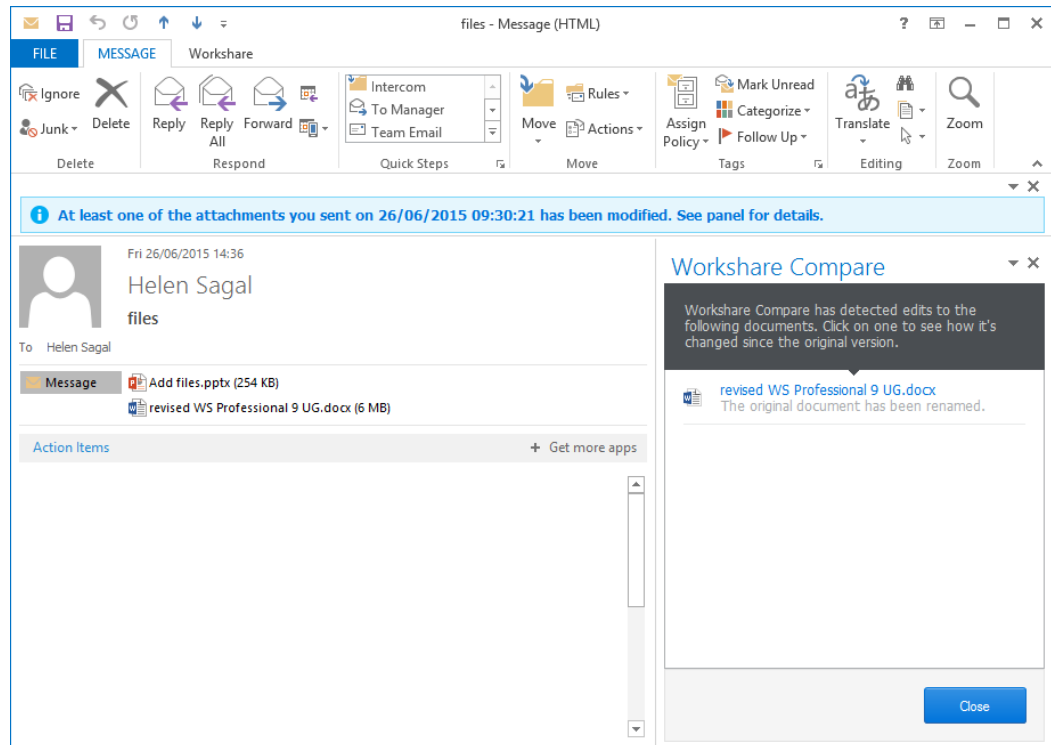 files - Message (HTML)
FILE MESSAGE Workshare
Ignore
Junk
Delete
Delete
Reply
Reply All
Forward
Respond
Intercom
To Manager
Team Email
Quick Steps
Move
Rules
Actions
Move
Assign Policy
Mark Unread
Categorize
Follow Up
Tags
Translate
Editing
Zoom
Zoom
At least one of the attachments you sent on 26/06/2015 09:30:21 has been modified. See panel for details.
Fri 26/06/2015 14:36
Helen Sagal
files
To Helen Sagal
Message
Add files.pptx (254 KB)
revised WS Professional 9 UG.docx (6 MB)
Action Items
+ Get more apps
Workshare Compare
Workshare Compare has detected edits to the
following documents. Click on one to see how it's
changed since the original version.
revised WS Professional 9 UG.docx
The original document has been renamed.
Close